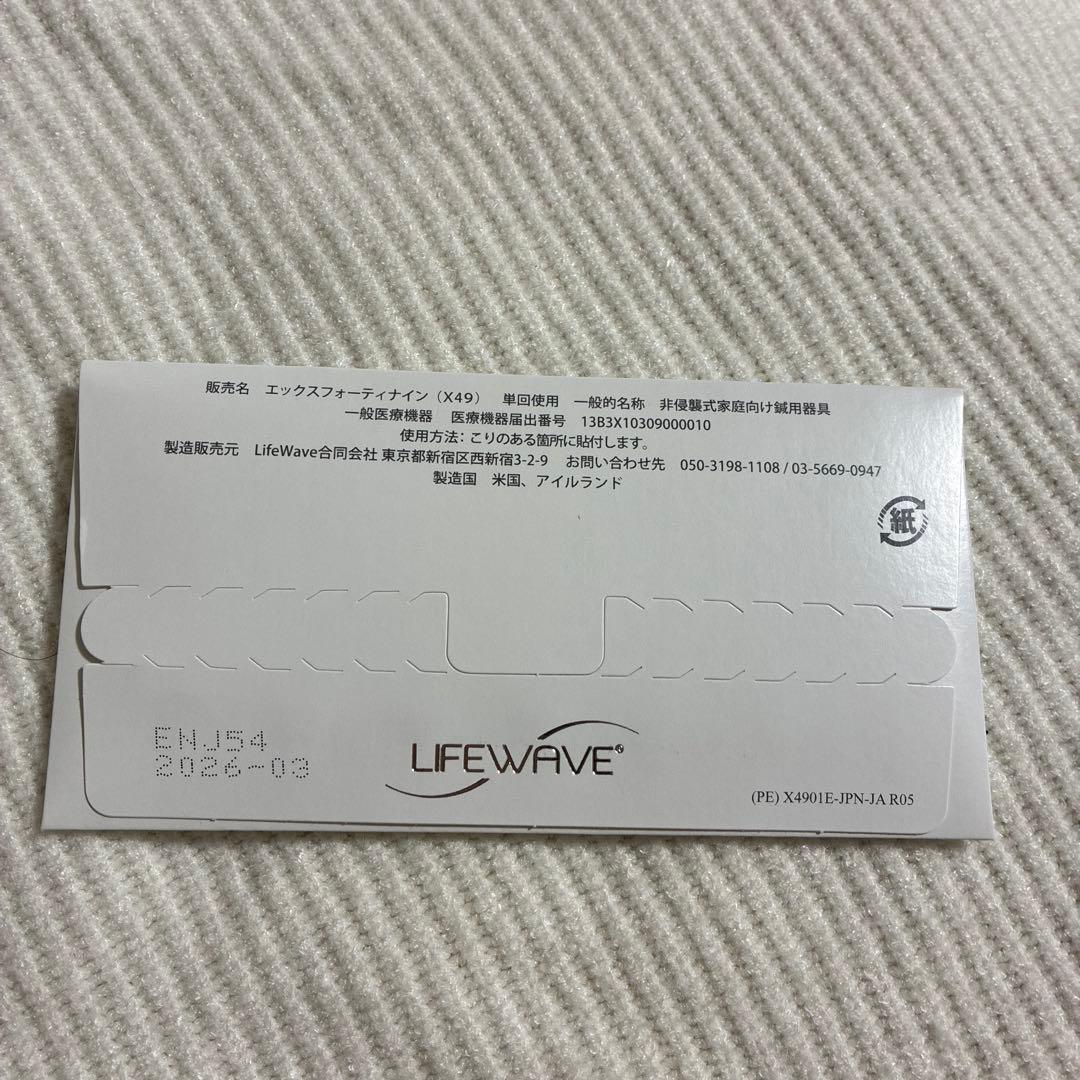 販売名 エックスフォーティナイン（X49） 単回使用 一般的名称 非侵襲式家庭向け鍼用器具
一般医療機器 医療機器届出番号 13B3X10309000010
使用方法：こりのある箇所に貼付します。
製造販売元 LifeWave合同会社 東京都新宿区西新宿3-2-9 お問い合わせ先 050-3198-1108 / 03-5669-0947
製造国 米国、アイルランド
紙
ENJ54
2026-03
LIFEWAVE®
(PE) X4901E-JPN-JA R05